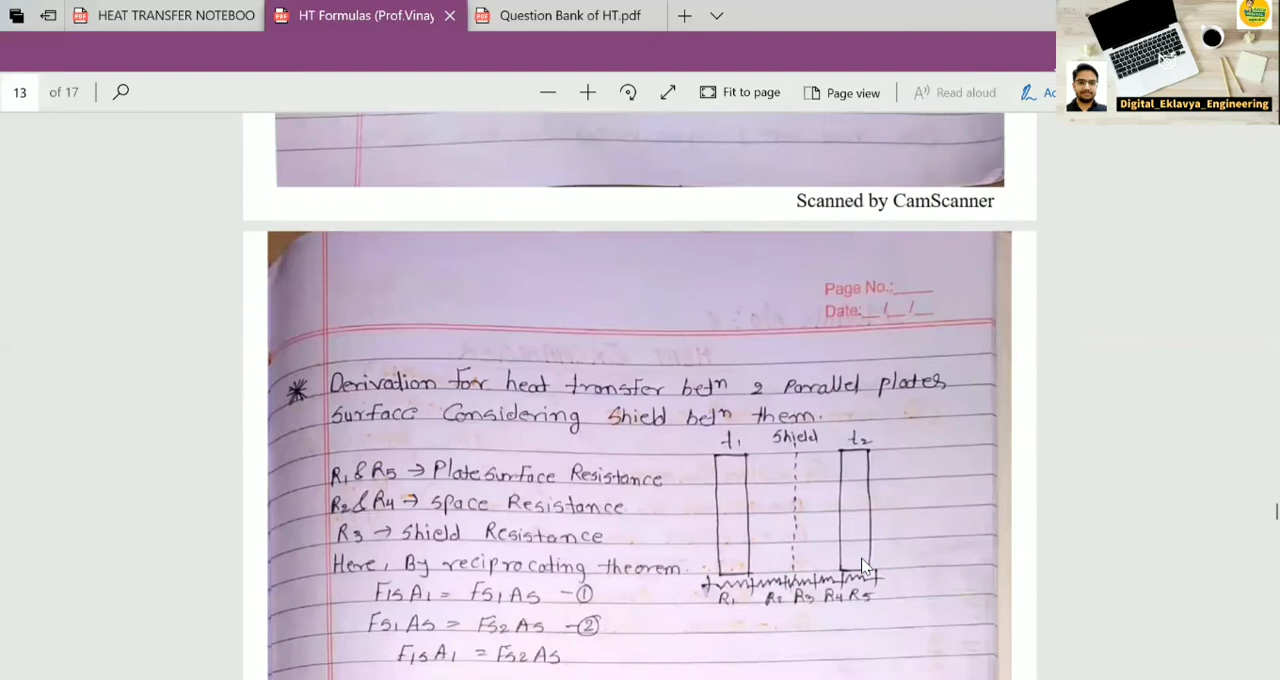 HEAT TRANSFER NOTEBOO
HT Formulas (Prof.Vinay
Question Bank of HT.pdf
13 of 17
Fit to page
Page view
Read aloud
Digital_Eklavya_Engineering
Scanned by CamScanner
Page No.:____
Date:__/__/__
* Derivation for heat transfer betn 2 Parallel plates
surface Considering Shield betn them.
t1 Shield t2
R1 & R5 → Plate surface Resistance
R2 & R4 → space Resistance
R3 → Shield Resistance
Here, By reciprocating theorem.
R1 R2 R3 R4 R5
F1s A1 = Fs1 As - ①
Fs1 As = Fs2 As - ②
F1s A1 = Fs2 As